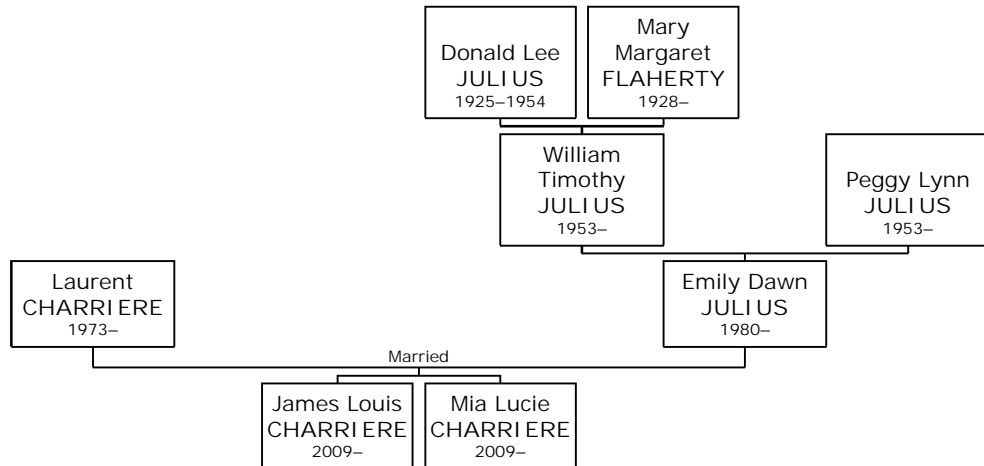 Donald Lee
JULIUS
1925–1954
Mary
Margaret
FLAHERTY
1928–
William
Timothy
JULIUS
1953–
Peggy Lynn
JULIUS
1953–
Laurent
CHARRIERE
1973–
Emily Dawn
JULIUS
1980–
Married
James Louis
CHARRIERE
2009–
Mia Lucie
CHARRIERE
2009–